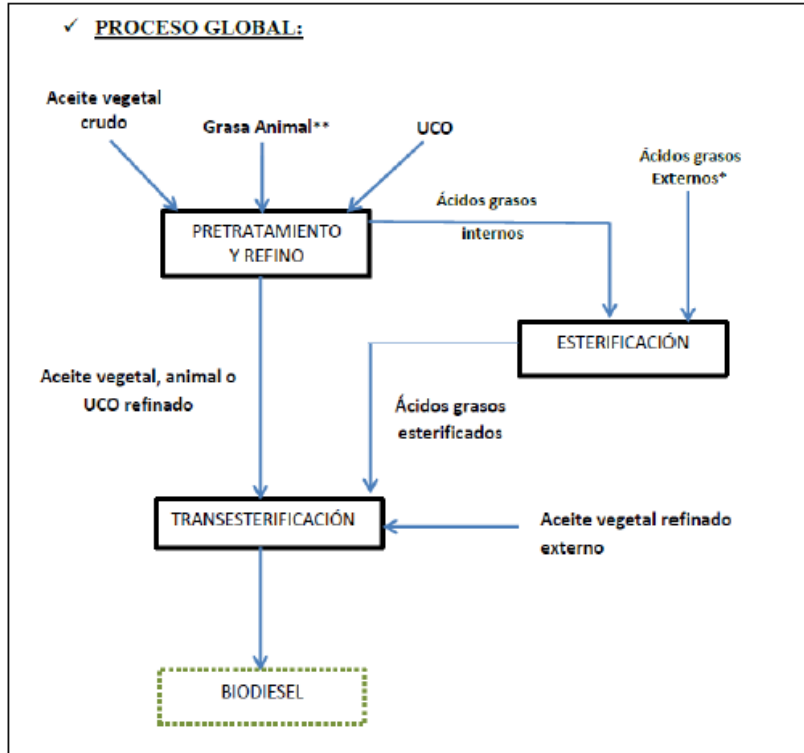 ✓ PROCESO GLOBAL:
Aceite vegetal
crudo
Grasa Animal**
UCO
Ácidos grasos
Externos*
Ácidos grasos
internos
PRETRATAMIENTO
Y REFINO
ESTERIFICACIÓN
Aceite vegetal, animal o
UCO refinado
Ácidos grasos
esterificados
TRANSESTERIFICACIÓN
Aceite vegetal refinado
externo
BIODIESEL